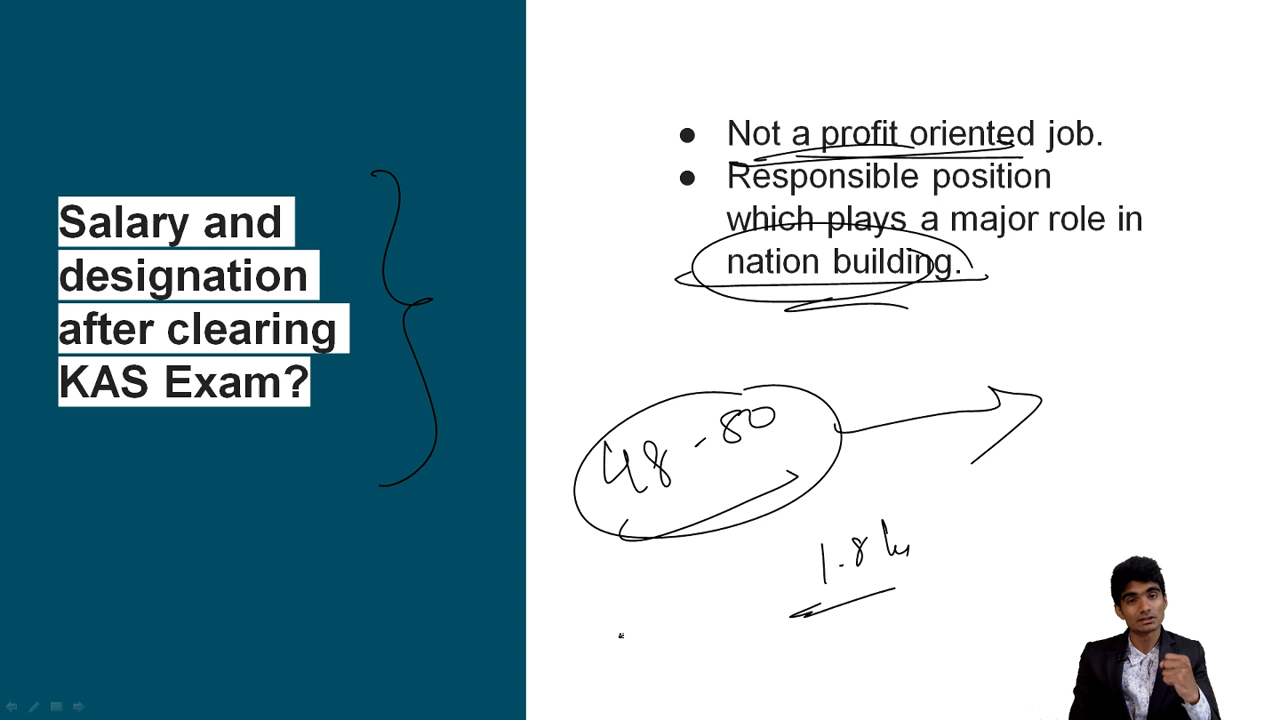 Salary and
designation
after clearing
KAS Exam?
● Not a profit oriented job.
● Responsible position
which plays a major role in
nation building.
48 - 80
1.8